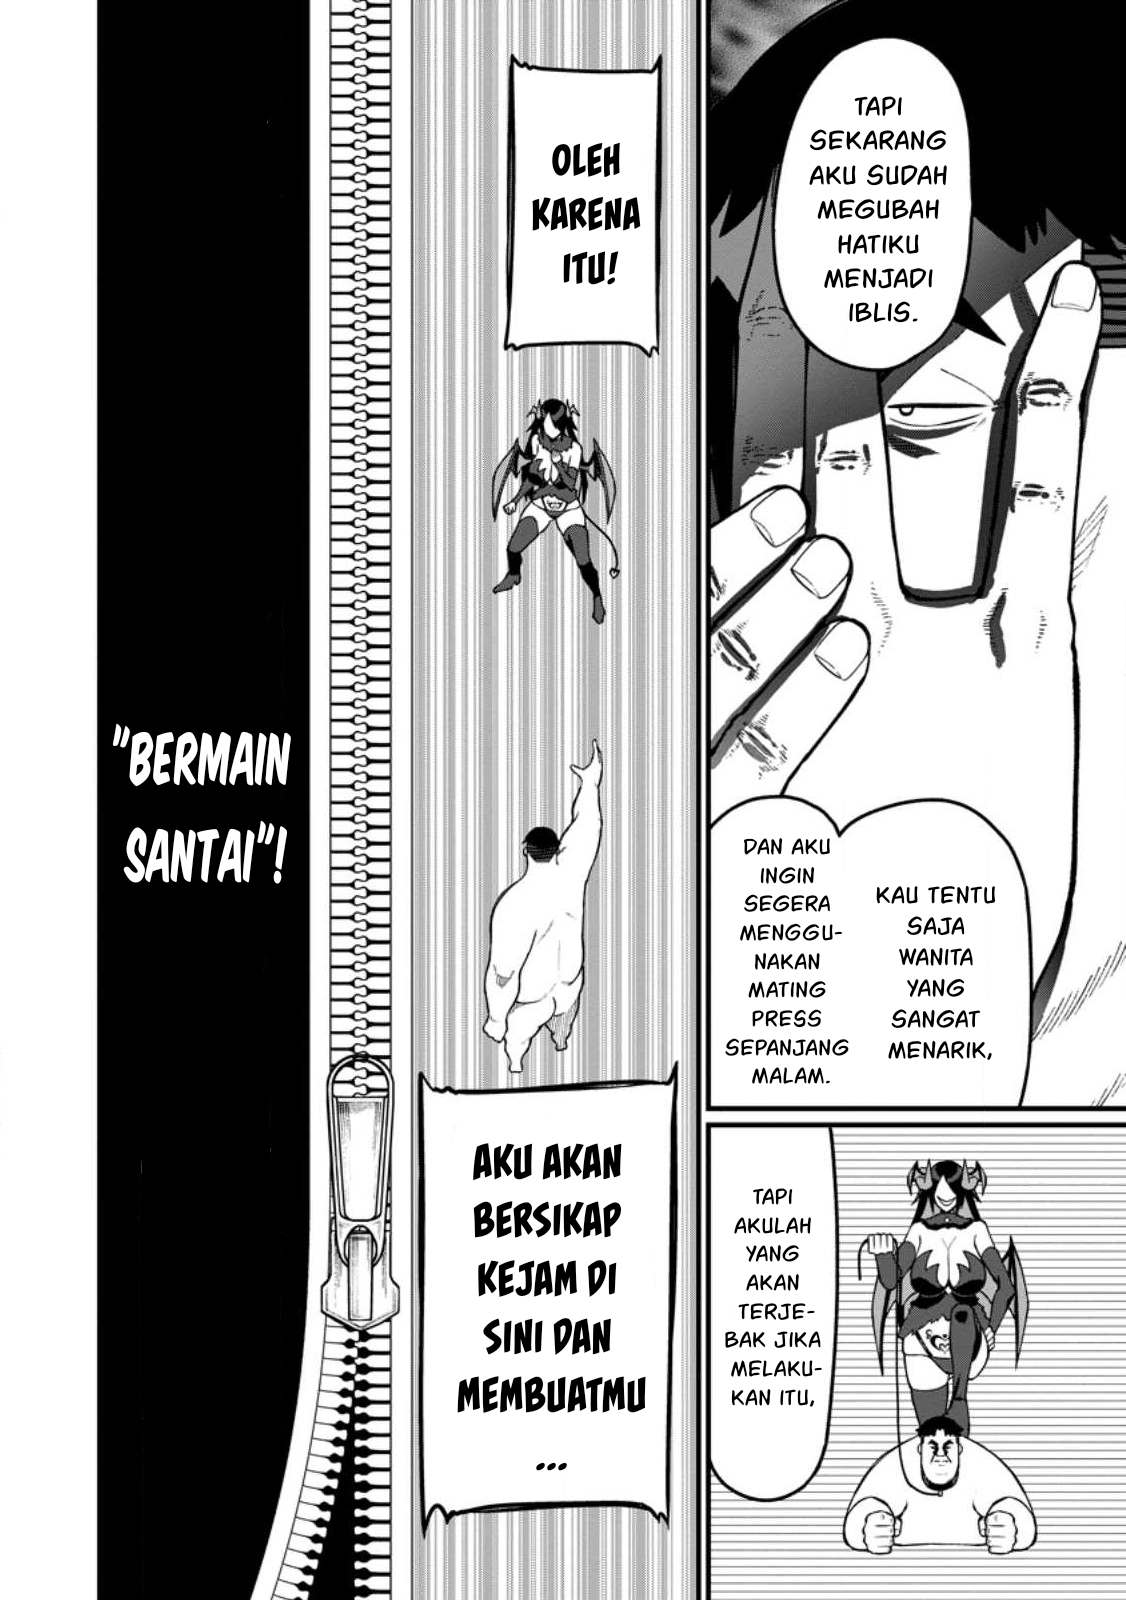 TAPI
SEKARANG
AKU SUDAH
MEGUBAH
HATIKU
MENJADI
IBLIS.
KAU TENTU
SAJA
WANITA
YANG
SANGAT
MENARIK,
DAN AKU
INGIN
SEGERA
MENGGU-
NAKAN
MATING
PRESS
SEPANJANG
MALAM.
TAPI
AKULAH
YANG
AKAN
TERJE-
BAK JIKA
MELAKU-
KAN ITU,
OLEH
KARENA
ITU!
AKU AKAN
BERSIKAP
KEJAM DI
SINI DAN
MEMBUATMU
...
"BERMAIN
SANTAI"!